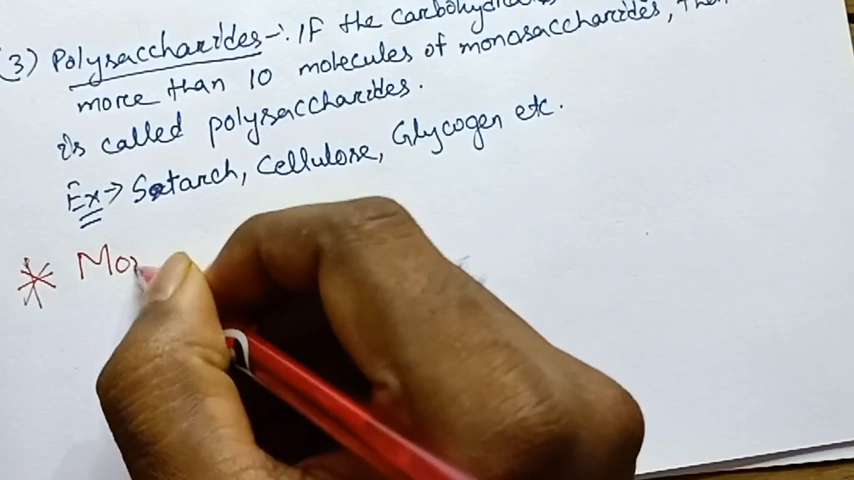 (3) Polysaccharides -: If the
more than 10 molecules of monosaccharides,
is called polysaccharides.
Ex → Starch, Cellulose, Glycogen etc.
* Mo